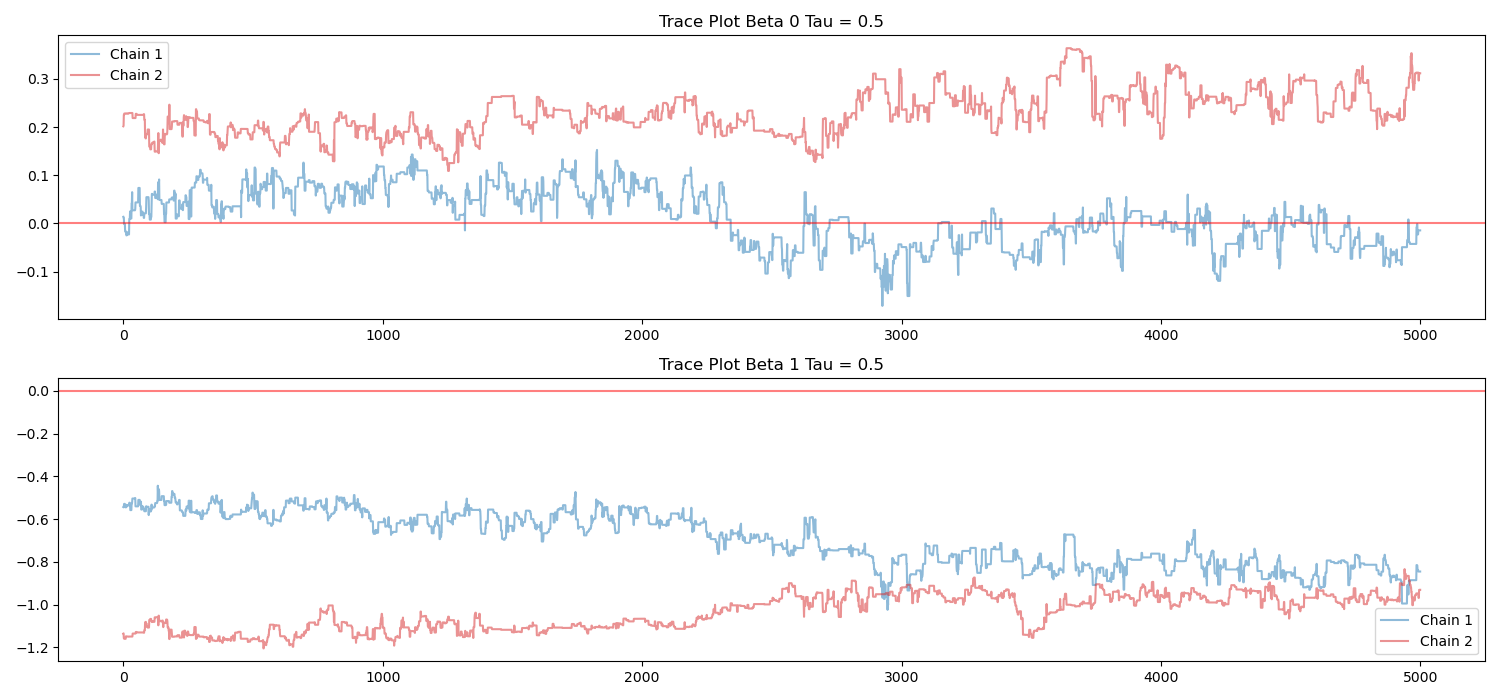 Trace Plot Beta 0 Tau = 0.5
Chain 1
Chain 2
0.3
0.2
0.1
0.0
−0.1
0 1000 2000 3000 4000 5000
Trace Plot Beta 1 Tau = 0.5
0.0
−0.2
−0.4
−0.6
−0.8
−1.0
−1.2
Chain 1
Chain 2
0 1000 2000 3000 4000 5000